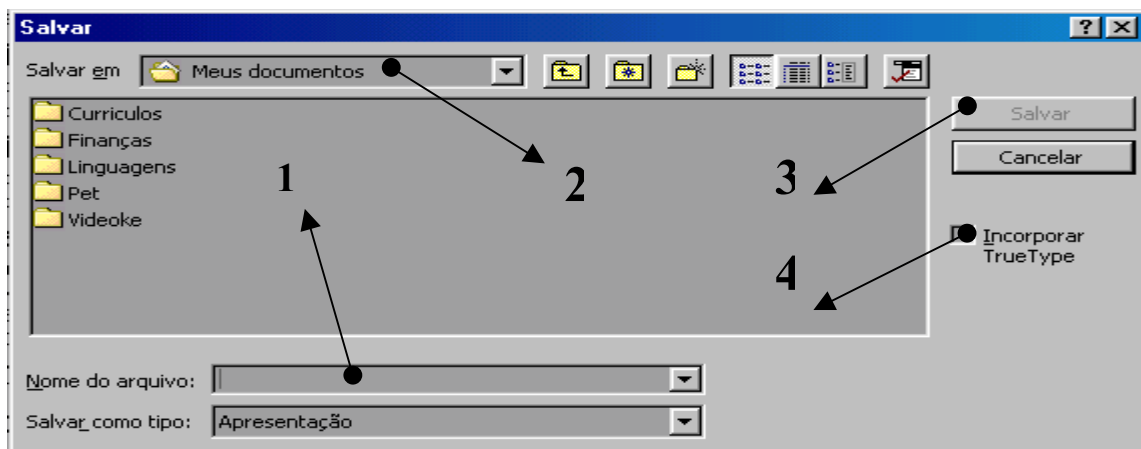 Salvar
Salvar em Meus documentos
Curriculos
Finanças
Linguagens
Pet
Videoke
1
2
3
4
Salvar
Cancelar
Incorporar
TrueType
Nome do arquivo:
Salvar como tipo: Apresentação